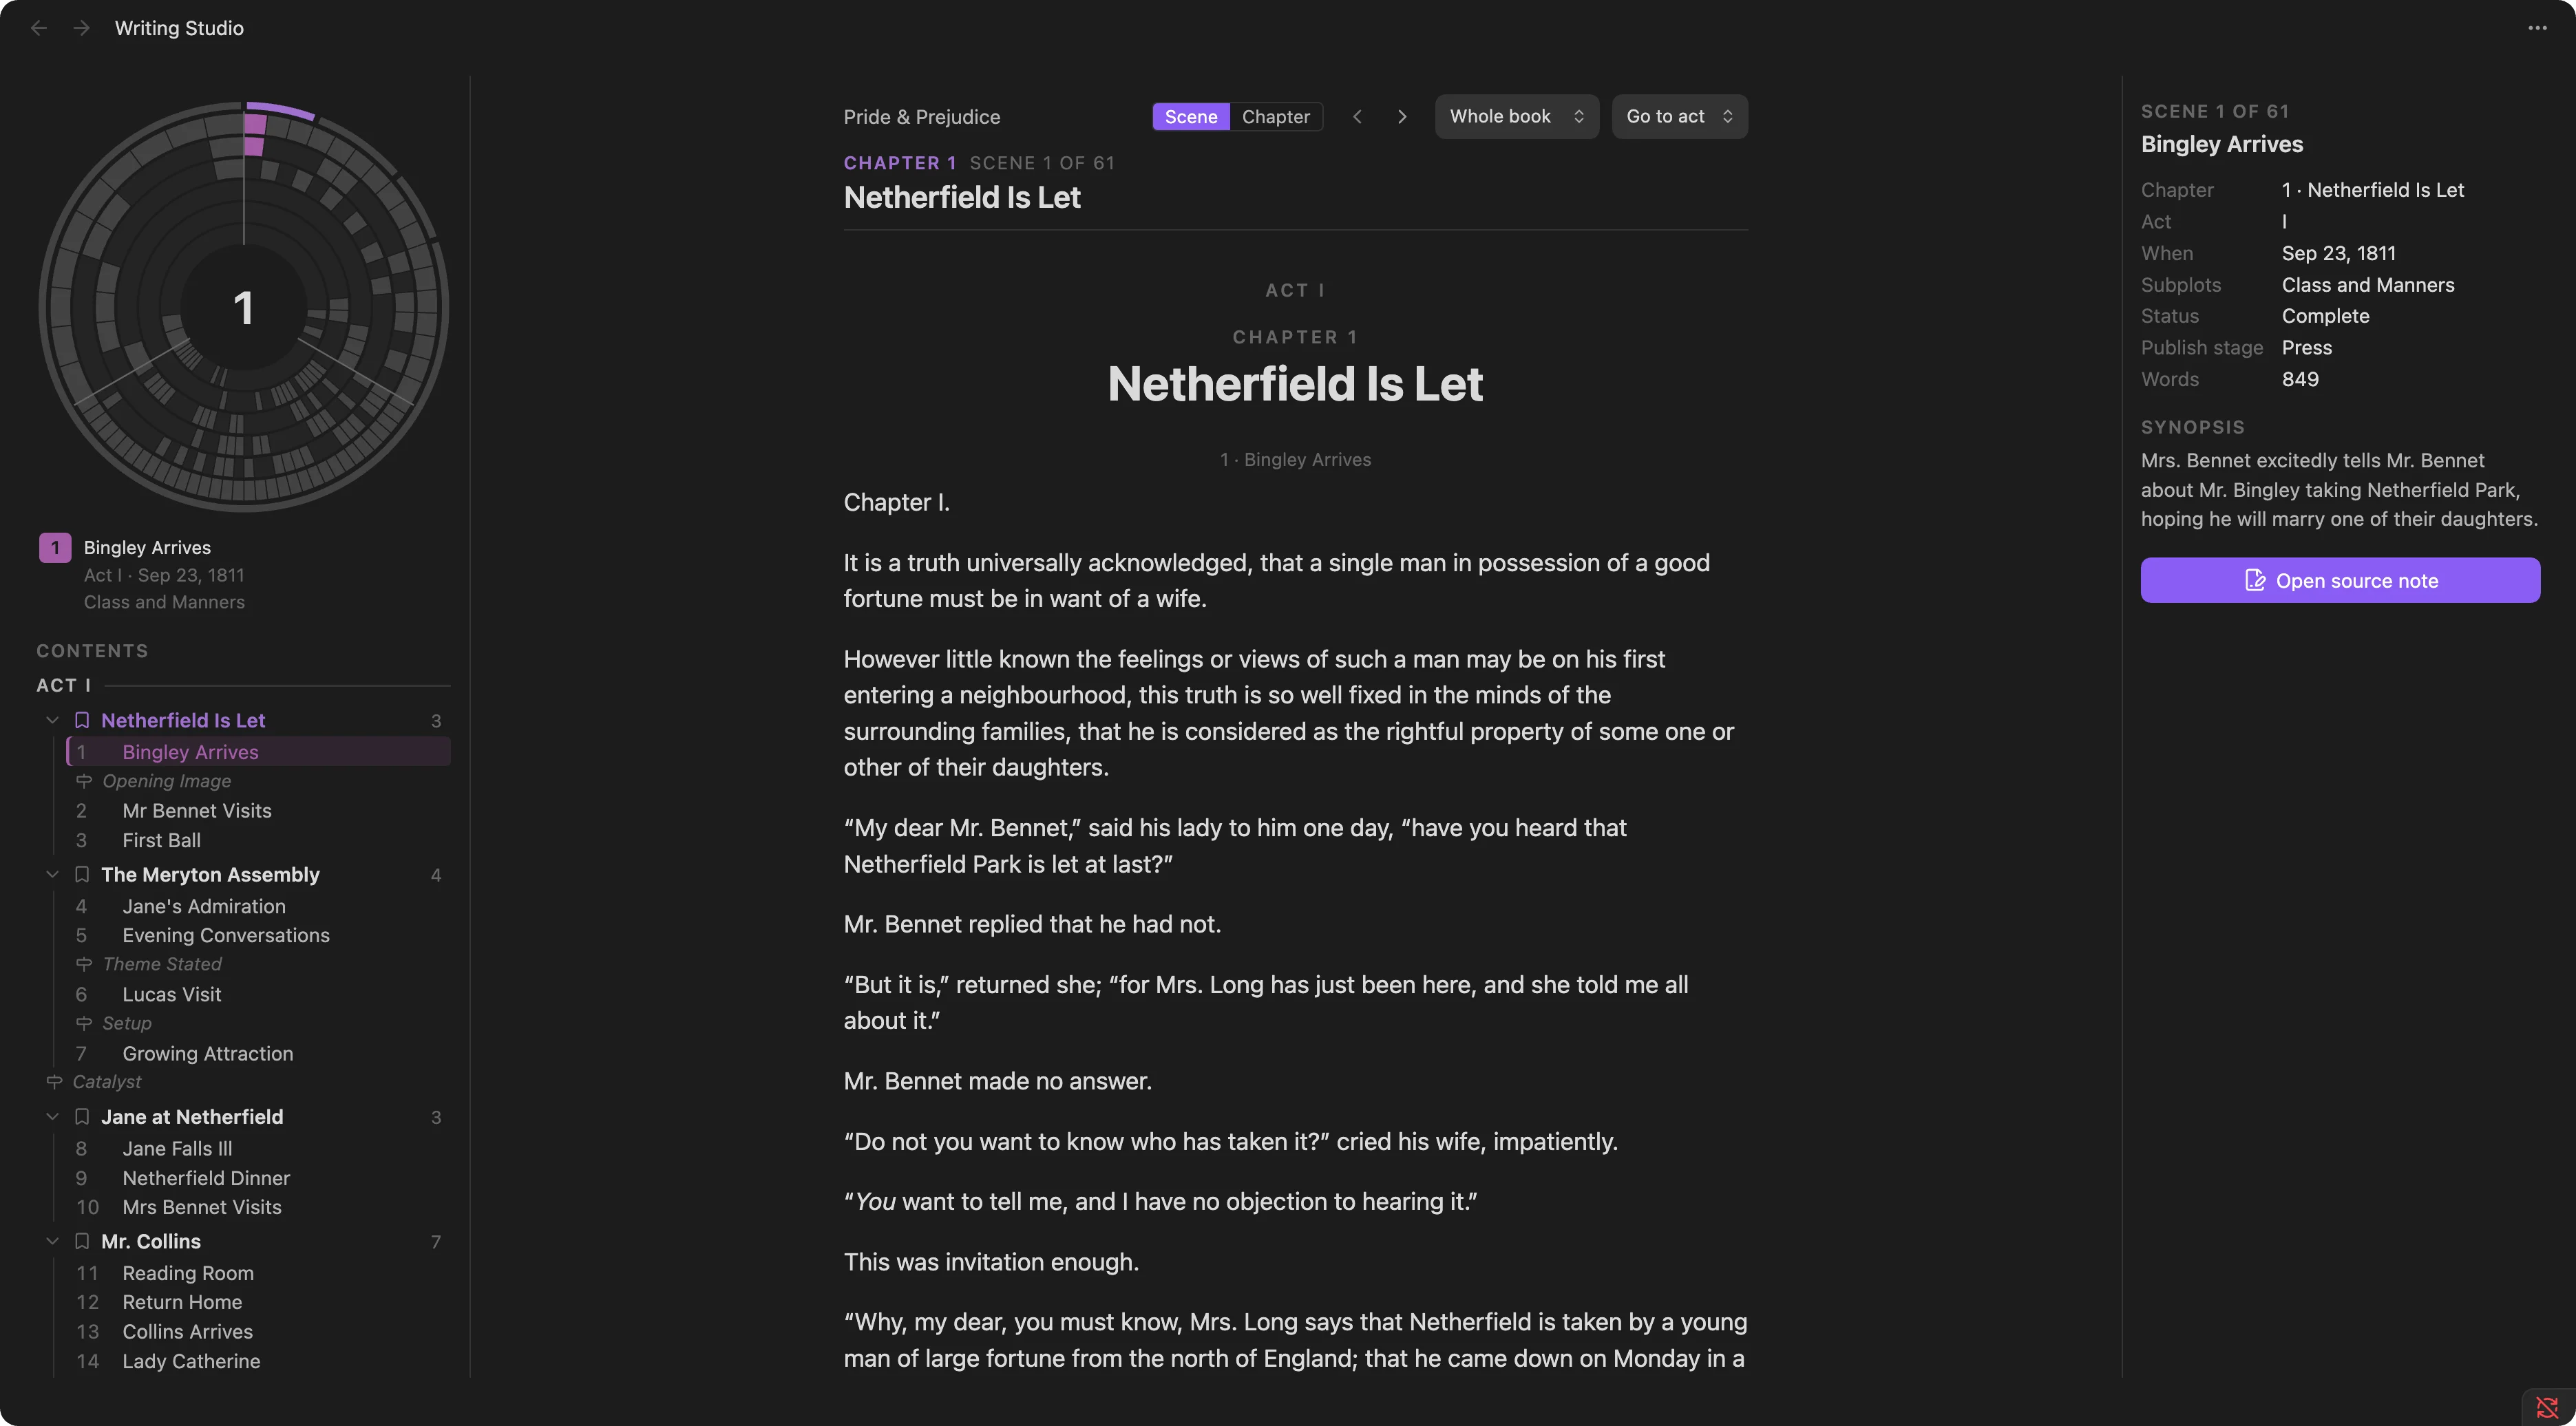 Writing Studio
1
1
Bingley Arrives
Act I · Sep 23, 1811
Class and Manners
CONTENTS
ACT I
Netherfield Is Let 3
1 Bingley Arrives
Opening Image
2 Mr Bennet Visits
3 First Ball
The Meryton Assembly 4
4 Jane's Admiration
5 Evening Conversations
Theme Stated
6 Lucas Visit
Setup
7 Growing Attraction
Catalyst
Jane at Netherfield 3
8 Jane Falls Ill
9 Netherfield Dinner
10 Mrs Bennet Visits
Mr. Collins 7
11 Reading Room
12 Return Home
13 Collins Arrives
14 Lady Catherine
Pride & Prejudice Scene Chapter Whole book Go to act
CHAPTER 1 SCENE 1 OF 61
Netherfield Is Let
ACT I
CHAPTER 1
Netherfield Is Let
1 · Bingley Arrives
Chapter I.
It is a truth universally acknowledged, that a single man in possession of a good
fortune must be in want of a wife.
However little known the feelings or views of such a man may be on his first
entering a neighbourhood, this truth is so well fixed in the minds of the
surrounding families, that he is considered as the rightful property of some one or
other of their daughters.
“My dear Mr. Bennet,” said his lady to him one day, “have you heard that
Netherfield Park is let at last?”
Mr. Bennet replied that he had not.
“But it is,” returned she; “for Mrs. Long has just been here, and she told me all
about it.”
Mr. Bennet made no answer.
“Do not you want to know who has taken it?” cried his wife, impatiently.
“You want to tell me, and I have no objection to hearing it.”
This was invitation enough.
“Why, my dear, you must know, Mrs. Long says that Netherfield is taken by a young
man of large fortune from the north of England; that he came down on Monday in a
SCENE 1 OF 61
Bingley Arrives
Chapter 1 · Netherfield Is Let
Act I
When Sep 23, 1811
Subplots Class and Manners
Status Complete
Publish stage Press
Words 849
SYNOPSIS
Mrs. Bennet excitedly tells Mr. Bennet
about Mr. Bingley taking Netherfield Park,
hoping he will marry one of their daughters.
Open source note